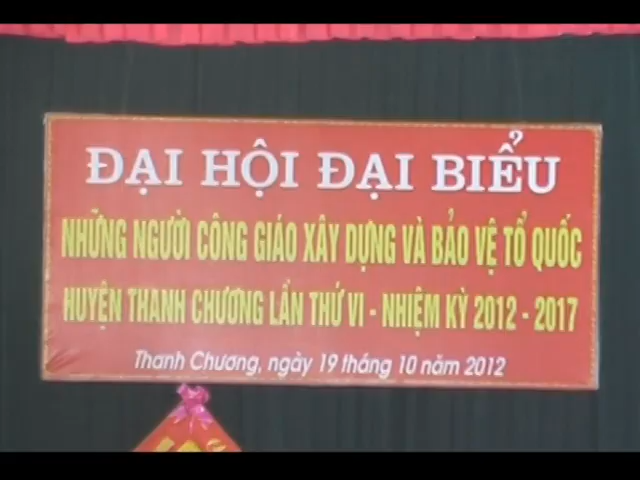 ĐẠI HỘI ĐẠI BIỂU
NHỮNG NGƯỜI CÔNG GIÁO XÂY DỰNG VÀ BẢO VỆ TỔ QUỐC
HUYỆN THANH CHƯƠNG LẦN THỨ VI - NHIỆM KỲ 2012 - 2017
Thanh Chương, ngày 19 tháng 10 năm 2012